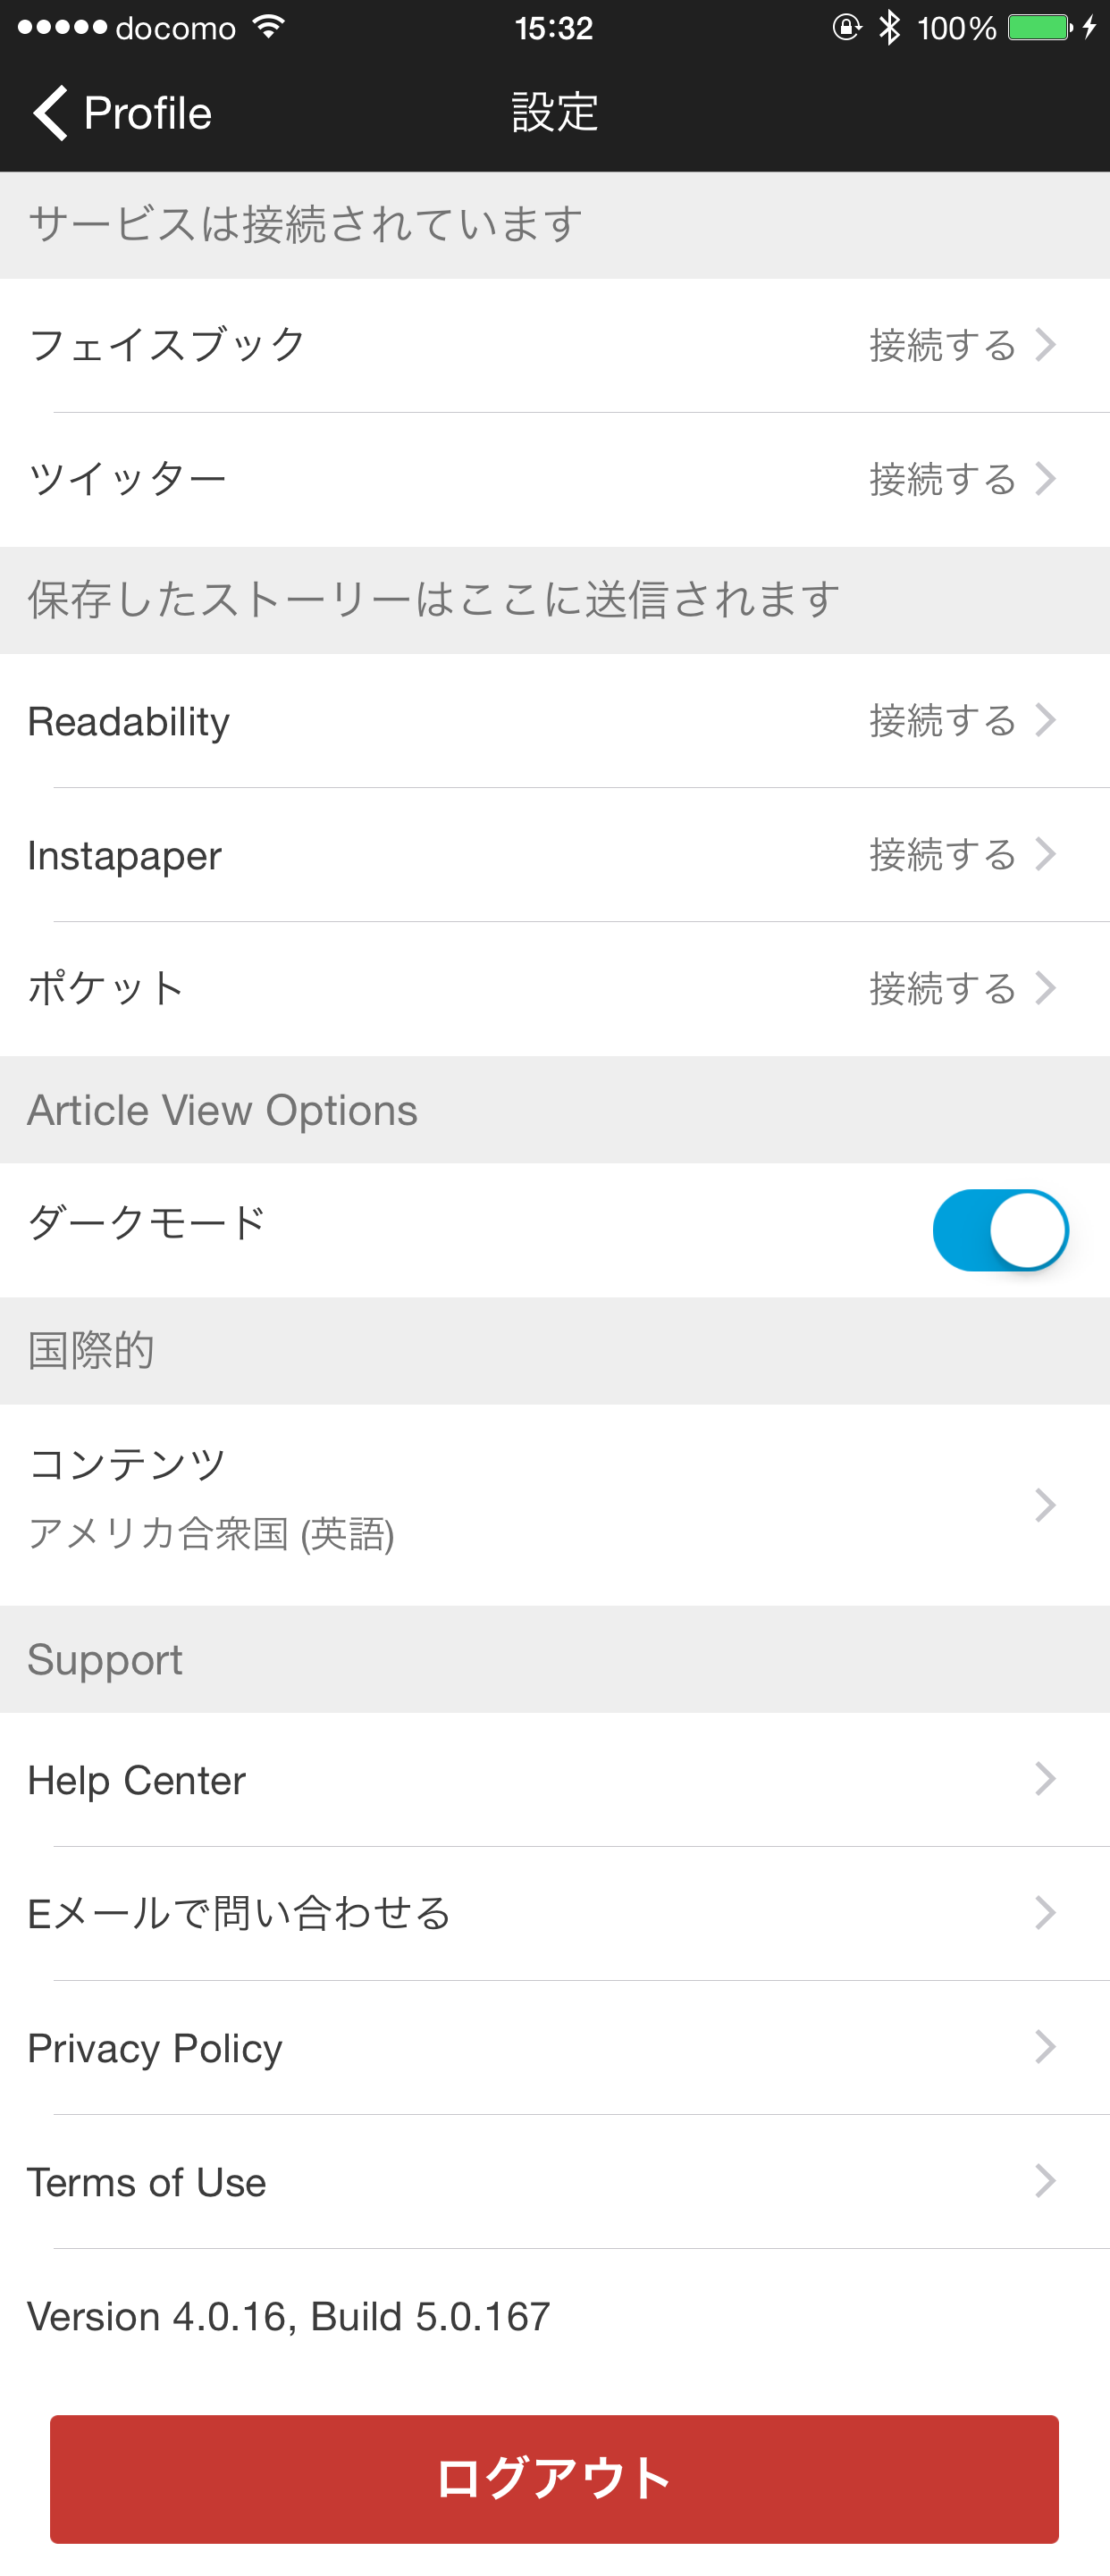 docomo 15:32 100%
Profile 設定
サービスは接続されています
フェイスブック 接続する
ツイッター 接続する
保存したストーリーはここに送信されます
Readability 接続する
Instapaper 接続する
ポケット 接続する
Article View Options
ダークモード
国際的
コンテンツ
アメリカ合衆国 (英語)
Support
Help Center
Eメールで問い合わせる
Privacy Policy
Terms of Use
Version 4.0.16, Build 5.0.167
ログアウト